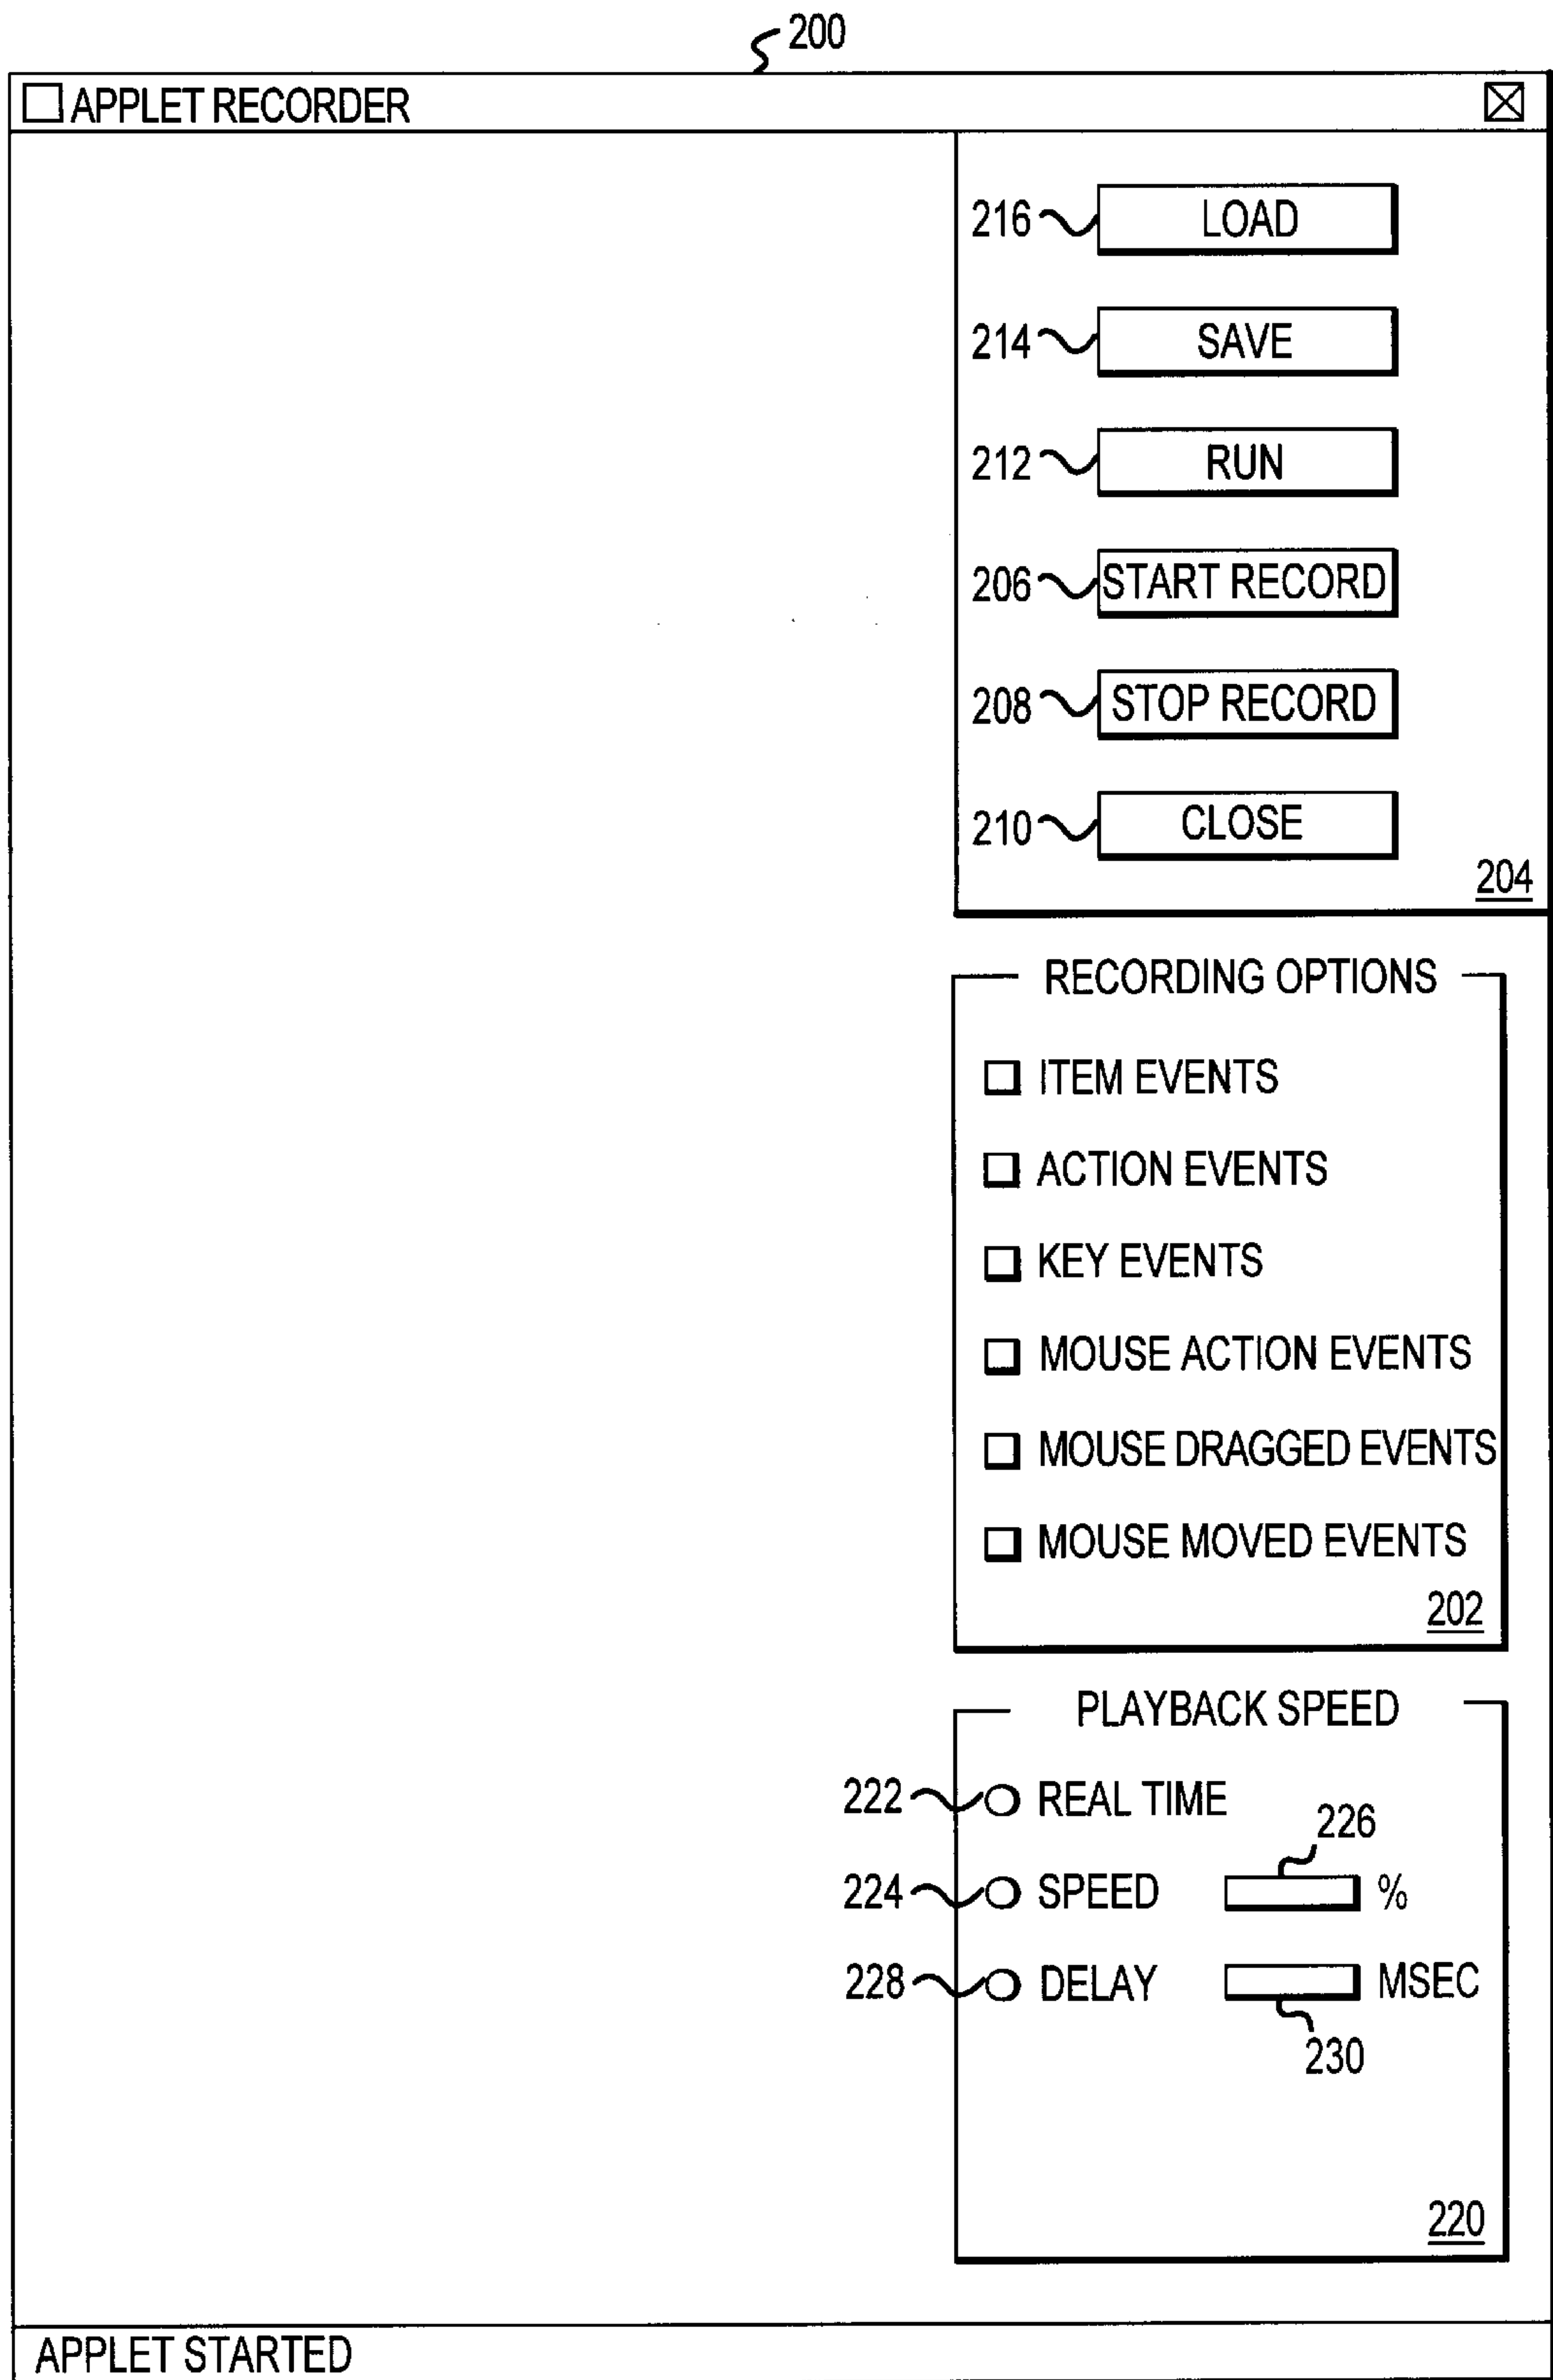 200
APPLET RECORDER
216 LOAD
214 SAVE
212 RUN
206 START RECORD
208 STOP RECORD
210 CLOSE
204
RECORDING OPTIONS
ITEM EVENTS
ACTION EVENTS
KEY EVENTS
MOUSE ACTION EVENTS
MOUSE DRAGGED EVENTS
MOUSE MOVED EVENTS
202
PLAYBACK SPEED
222 REAL TIME
226
224 SPEED %
228 DELAY MSEC
230
220
APPLET STARTED